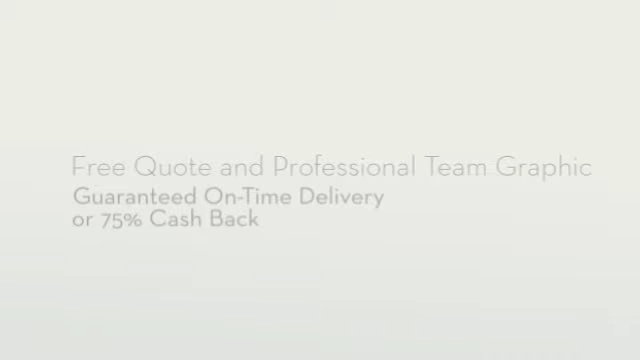 Free Quote and Professional Team Graphic
Guaranteed On-Time Delivery
or 75% Cash Back